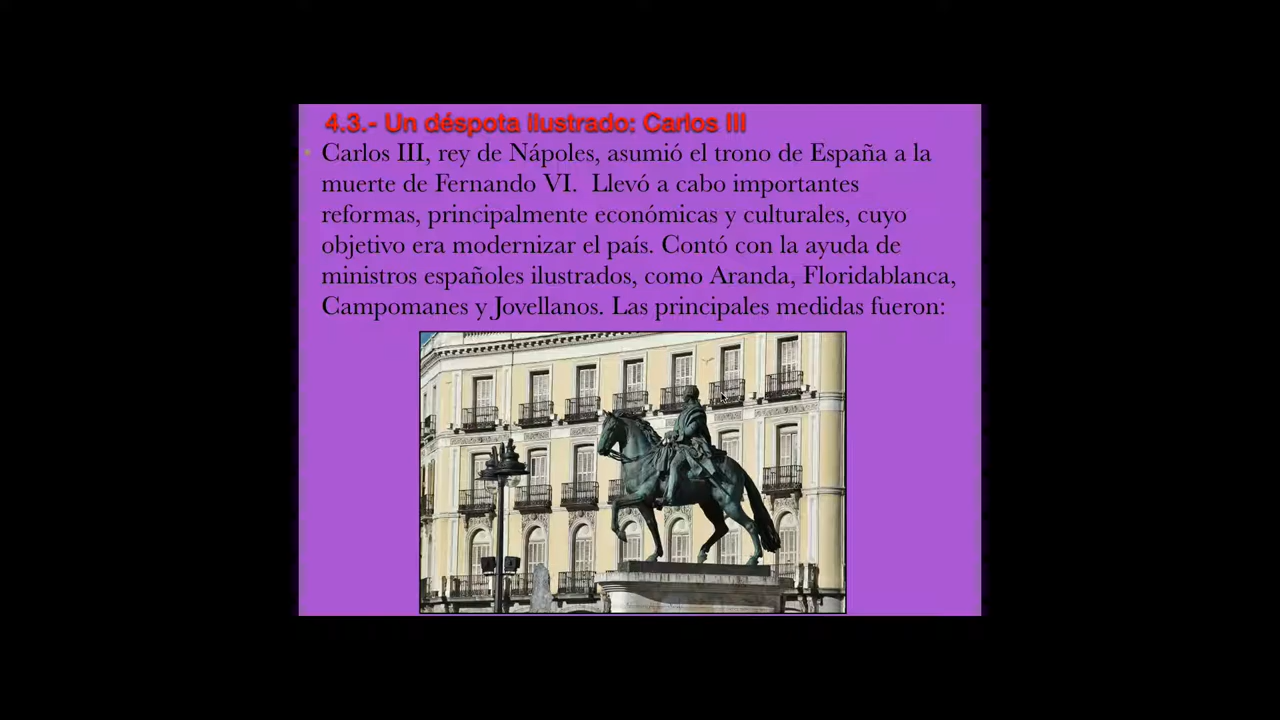 4.3.- Un déspota ilustrado: Carlos III
• Carlos III, rey de Nápoles, asumió el trono de España a la
muerte de Fernando VI. Llevó a cabo importantes
reformas, principalmente económicas y culturales, cuyo
objetivo era modernizar el país. Contó con la ayuda de
ministros españoles ilustrados, como Aranda, Floridablanca,
Campomanes y Jovellanos. Las principales medidas fueron: